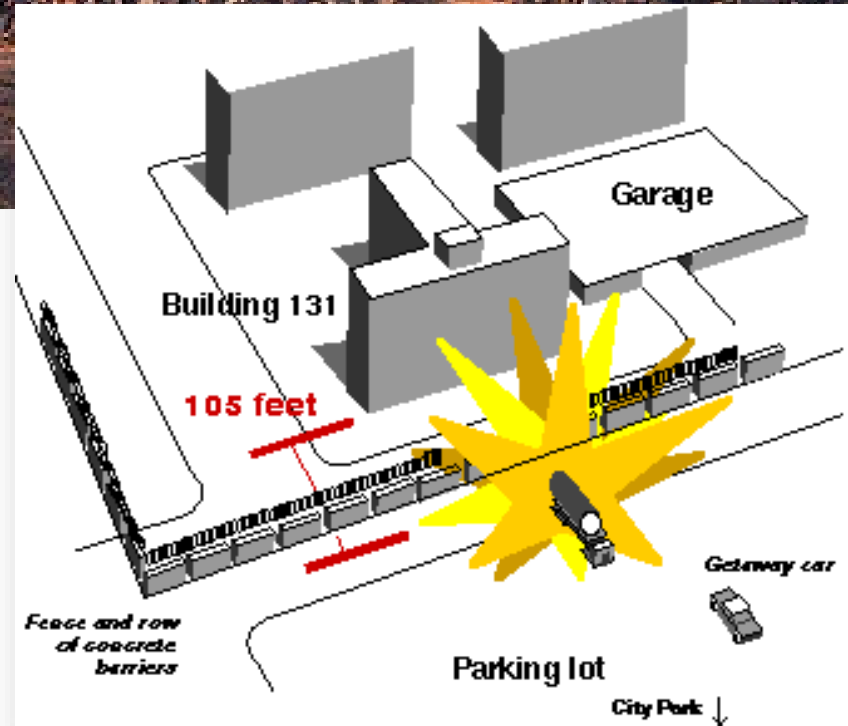 Garage
Building 131
105 feet
Getaway car
Fence and row
of concrete
barriers
Parking lot
City Park